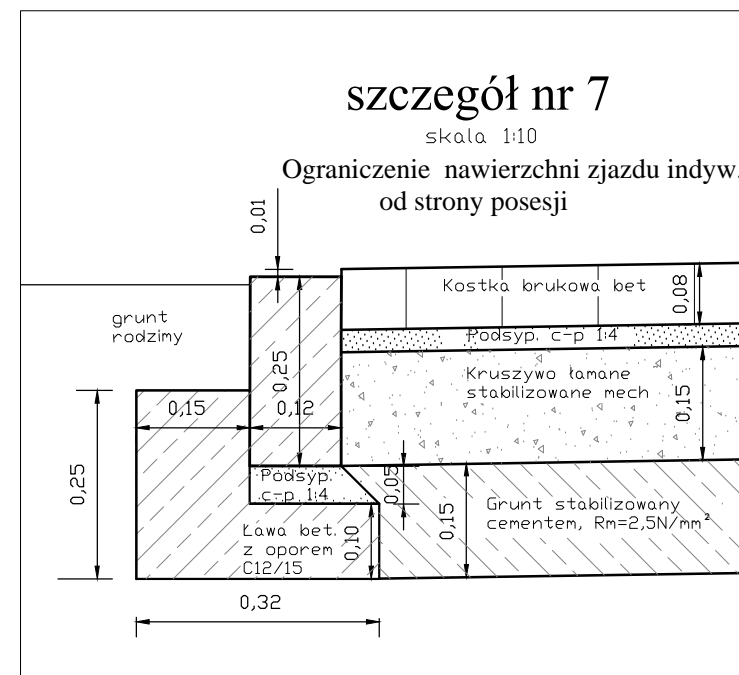 szczegół nr 7
skala 1:10
Ograniczenie nawierzchni zjazdu indyw.
od strony posesji
0,01
Kostka brukowa bet
0,08
grunt
rodzimy
Podsyp. c-p 1:4
Kruszywo łamane
stabilizowane mech
0,25
0,15
0,15
0,12
0,25
Podsyp.
c-p 1:4
0,05
Grunt stabilizowany
cementem, Rm=2,5N/mm²
0,15
Ława bet.
z oporem
C12/15
0,10
0,32